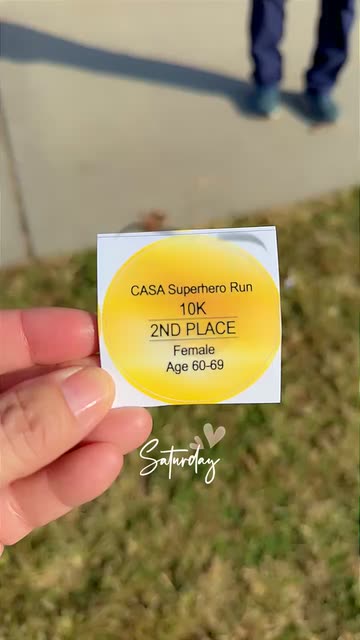 CASA Superhero Run
10K
2ND PLACE
Female
Age 60-69
Saturday